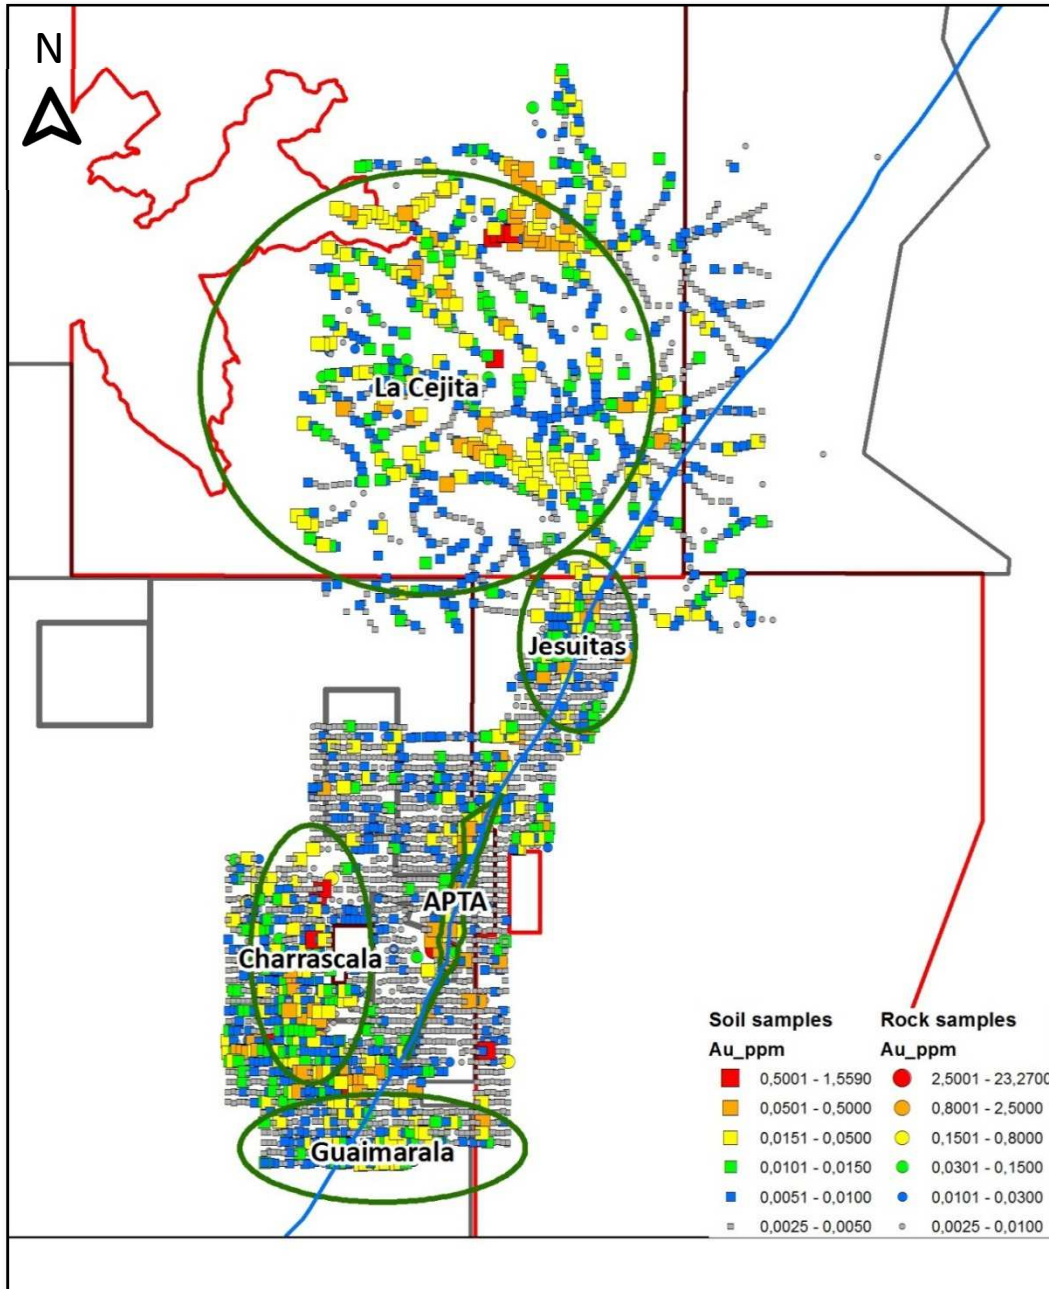 N
La Cejita
Jesuitas
APTA
Charrascala
Guaimarala
Soil samples Rock samples
Au_ppm Au_ppm
0,5001 - 1,5590 2,5001 - 23,2700
0,0501 - 0,5000 0,8001 - 2,5000
0,0151 - 0,0500 0,1501 - 0,8000
0,0101 - 0,0150 0,0301 - 0,1500
0,0051 - 0,0100 0,0101 - 0,0300
0,0025 - 0,0050 0,0025 - 0,0100